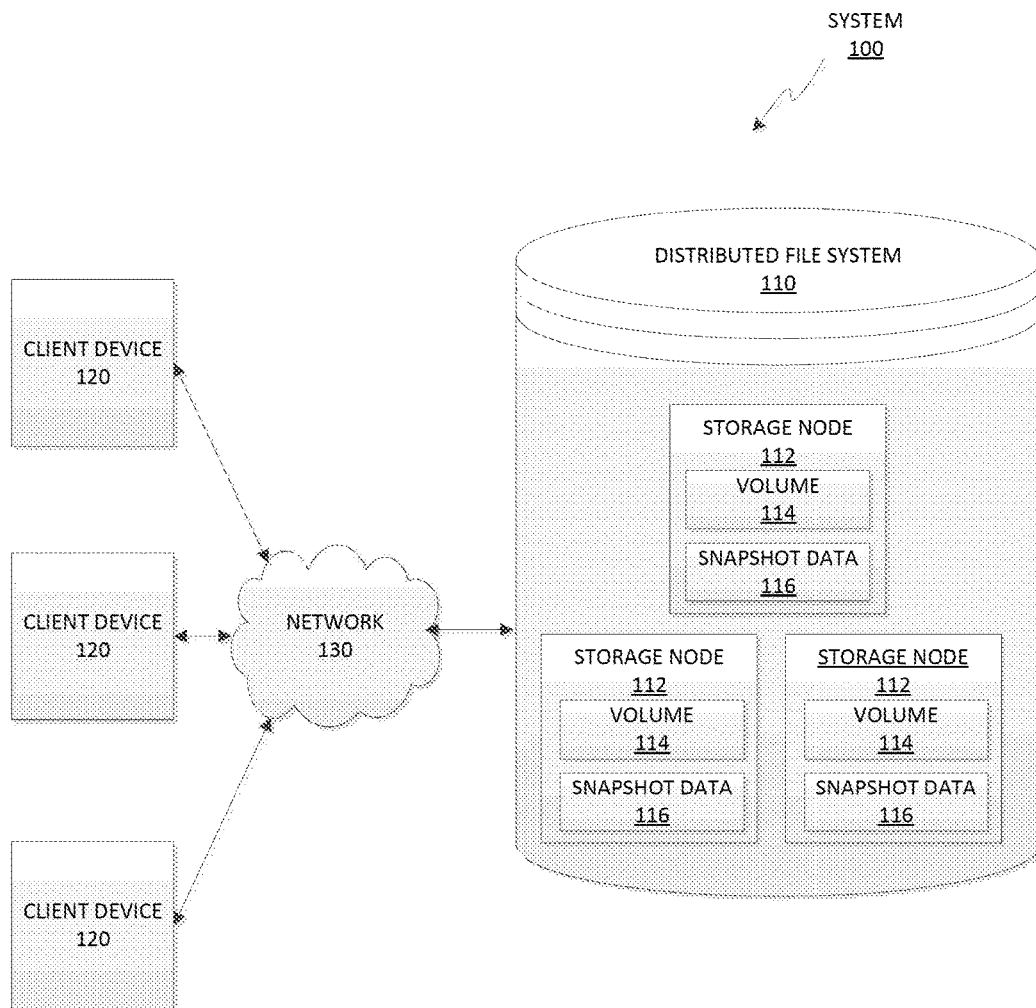 SYSTEM
100
DISTRIBUTED FILE SYSTEM
110
CLIENT DEVICE
120
STORAGE NODE
112
VOLUME
114
SNAPSHOT DATA
116
CLIENT DEVICE
120
NETWORK
130
STORAGE NODE
112
VOLUME
114
SNAPSHOT DATA
116
STORAGE NODE
112
VOLUME
114
SNAPSHOT DATA
116
CLIENT DEVICE
120